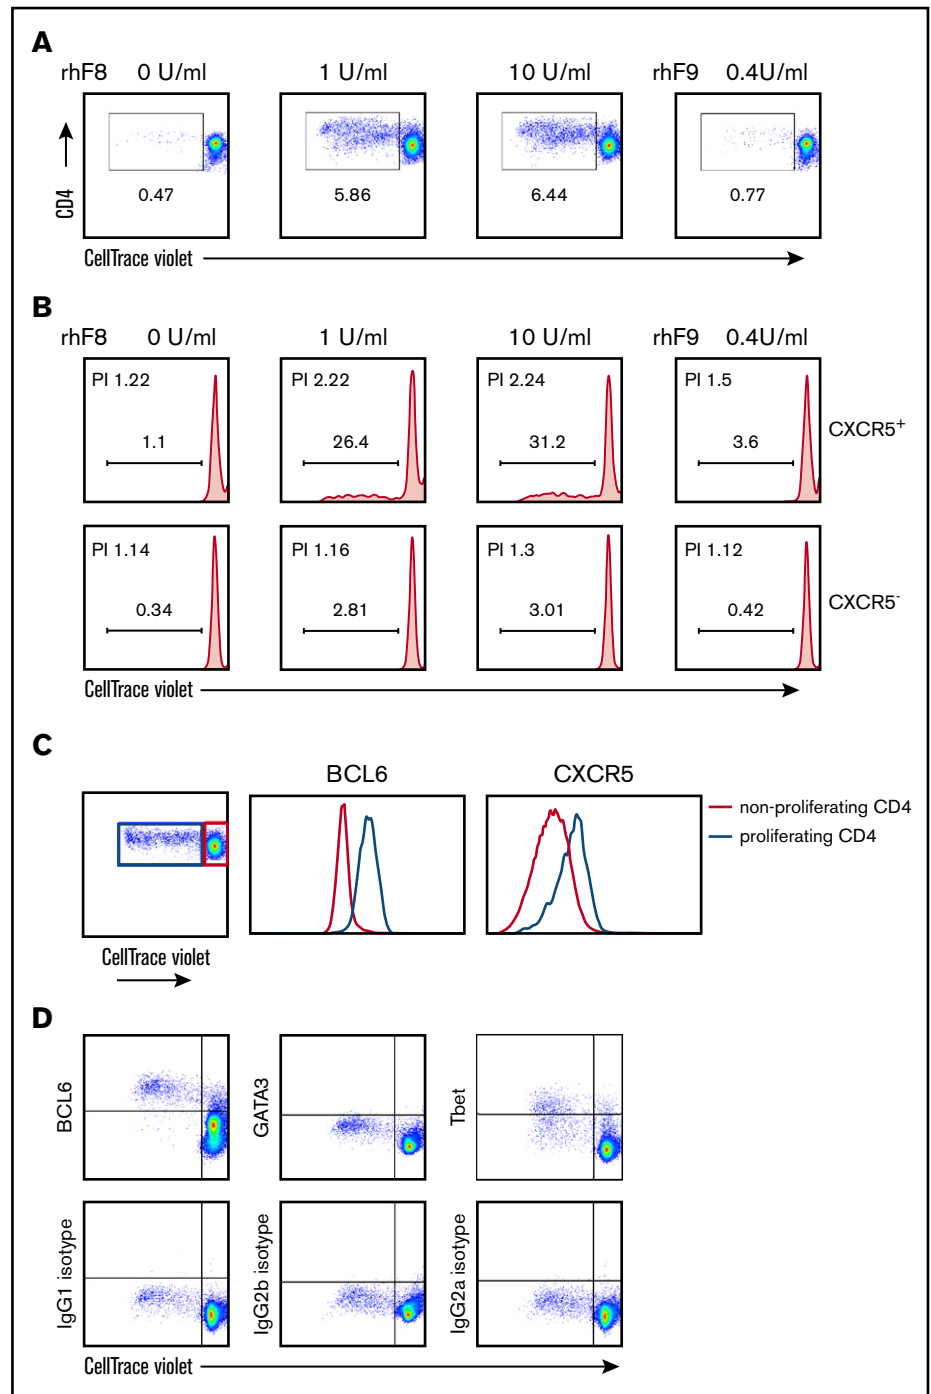 A
rhF8 0 U/ml 1 U/ml 10 U/ml rhF9 0.4U/ml
CD4
0.47 5.86 6.44 0.77
CellTrace violet
B
rhF8 0 U/ml 1 U/ml 10 U/ml rhF9 0.4U/ml
PI 1.22 PI 2.22 PI 2.24 PI 1.5
1.1 26.4 31.2 3.6
CXCR5+
PI 1.14 PI 1.16 PI 1.3 PI 1.12
0.34 2.81 3.01 0.42
CXCR5-
CellTrace violet
C
BCL6 CXCR5
non-proliferating CD4
proliferating CD4
CellTrace violet
D
BCL6 GATA3 Tbet
IgG1 isotype IgG2b isotype IgG2a isotype
CellTrace violet